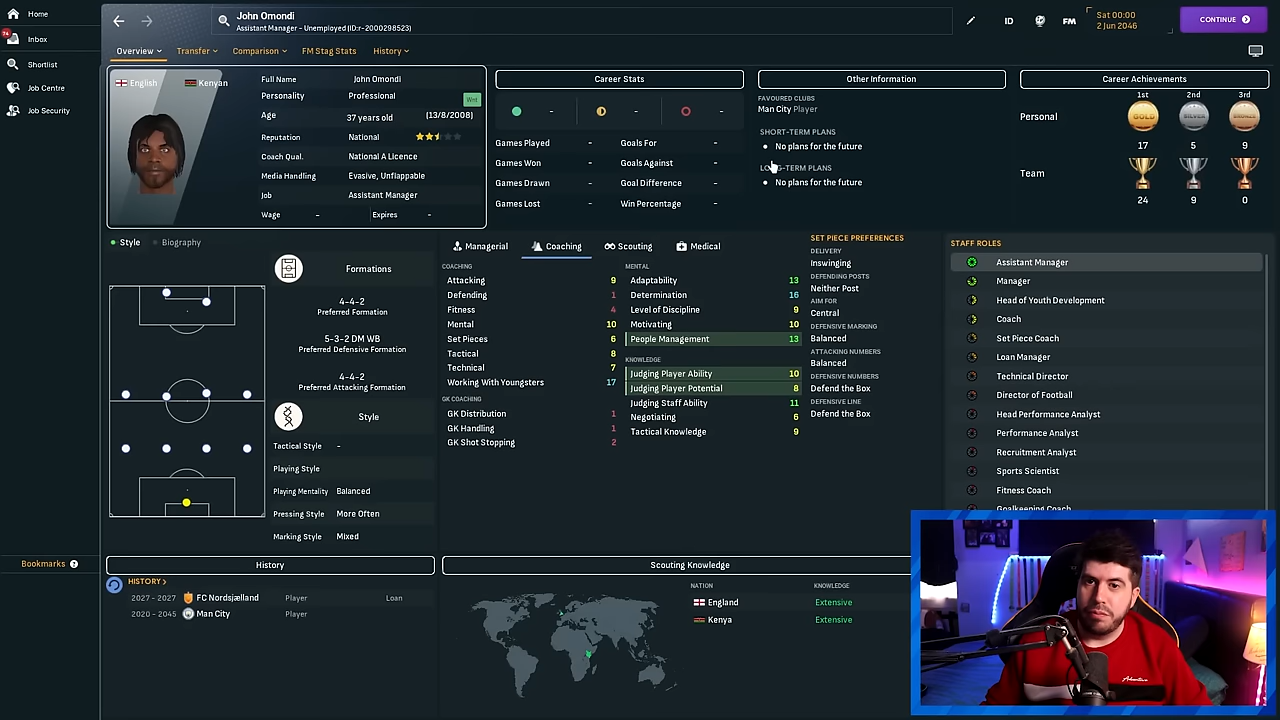 Home
Inbox
Shortlist
Job Centre
Job Security
Bookmarks
John Omondi
Assistant Manager - Unemployed (ID:r-2000298523)
ID
FM
Sat 00:00
2 Jun 2046
CONTINUE
Overview
Transfer
Comparison
FM Stag Stats
History
English
Kenyan
Full Name John Omondi
Personality Professional
Wnt
Age 37 years old (13/8/2008)
Reputation National
Coach Qual. National A Licence
Media Handling Evasive, Unflappable
Job Assistant Manager
Wage - Expires -
Career Stats
- - -
Games Played - Goals For -
Games Won - Goals Against -
Games Drawn - Goal Difference -
Games Lost - Win Percentage -
Other Information
FAVOURED CLUBS
Man City Player
SHORT-TERM PLANS
No plans for the future
LONG-TERM PLANS
No plans for the future
Career Achievements
1st 2nd 3rd
Personal GOLD SILVER BRONZE
17 5 9
Team
24 9 0
Style Biography
Formations
4-4-2
Preferred Formation
5-3-2 DM WB
Preferred Defensive Formation
4-4-2
Preferred Attacking Formation
Style
Tactical Style -
Playing Style
Playing Mentality Balanced
Pressing Style More Often
Marking Style Mixed
Managerial Coaching Scouting Medical
COACHING
Attacking 9
Defending 1
Fitness 4
Mental 10
Set Pieces 6
Tactical 8
Technical 7
Working With Youngsters 17
GK COACHING
GK Distribution 1
GK Handling 1
GK Shot Stopping 2
MENTAL
Adaptability 13
Determination 16
Level of Discipline 9
Motivating 10
People Management 13
KNOWLEDGE
Judging Player Ability 10
Judging Player Potential 8
Judging Staff Ability 11
Negotiating 6
Tactical Knowledge 9
SET PIECE PREFERENCES
DELIVERY
Inswinging
DEFENDING POSTS
Neither Post
AIM FOR
Central
DEFENSIVE MARKING
Balanced
ATTACKING NUMBERS
Balanced
DEFENSIVE NUMBERS
Defend the Box
DEFENSIVE LINE
Defend the Box
STAFF ROLES
Assistant Manager
Manager
Head of Youth Development
Coach
Set Piece Coach
Loan Manager
Technical Director
Director of Football
Head Performance Analyst
Performance Analyst
Recruitment Analyst
Sports Scientist
Fitness Coach
Goalkeeping Coach
History
HISTORY
2027 - 2027 FC Nordsjælland Player Loan
2020 - 2045 Man City Player
Scouting Knowledge
NATION KNOWLEDGE
England Extensive
Kenya Extensive